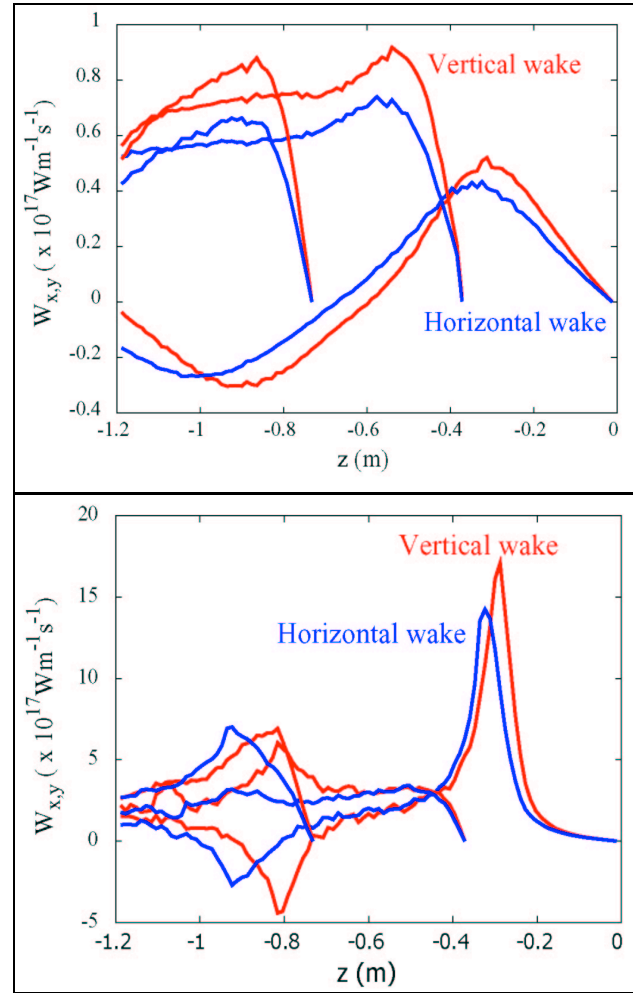 1
0.8
0.6
0.4
0.2
0
-0.2
-0.4
W x,y ( x 10^17 Wm^-1 s^-1)
Vertical wake
Horizontal wake
-1.2 -1 -0.8 -0.6 -0.4 -0.2 0
z (m)
20
15
10
5
0
-5
W x,y ( x 10^17 Wm^-1 s^-1)
Vertical wake
Horizontal wake
-1.2 -1 -0.8 -0.6 -0.4 -0.2 0
z (m)